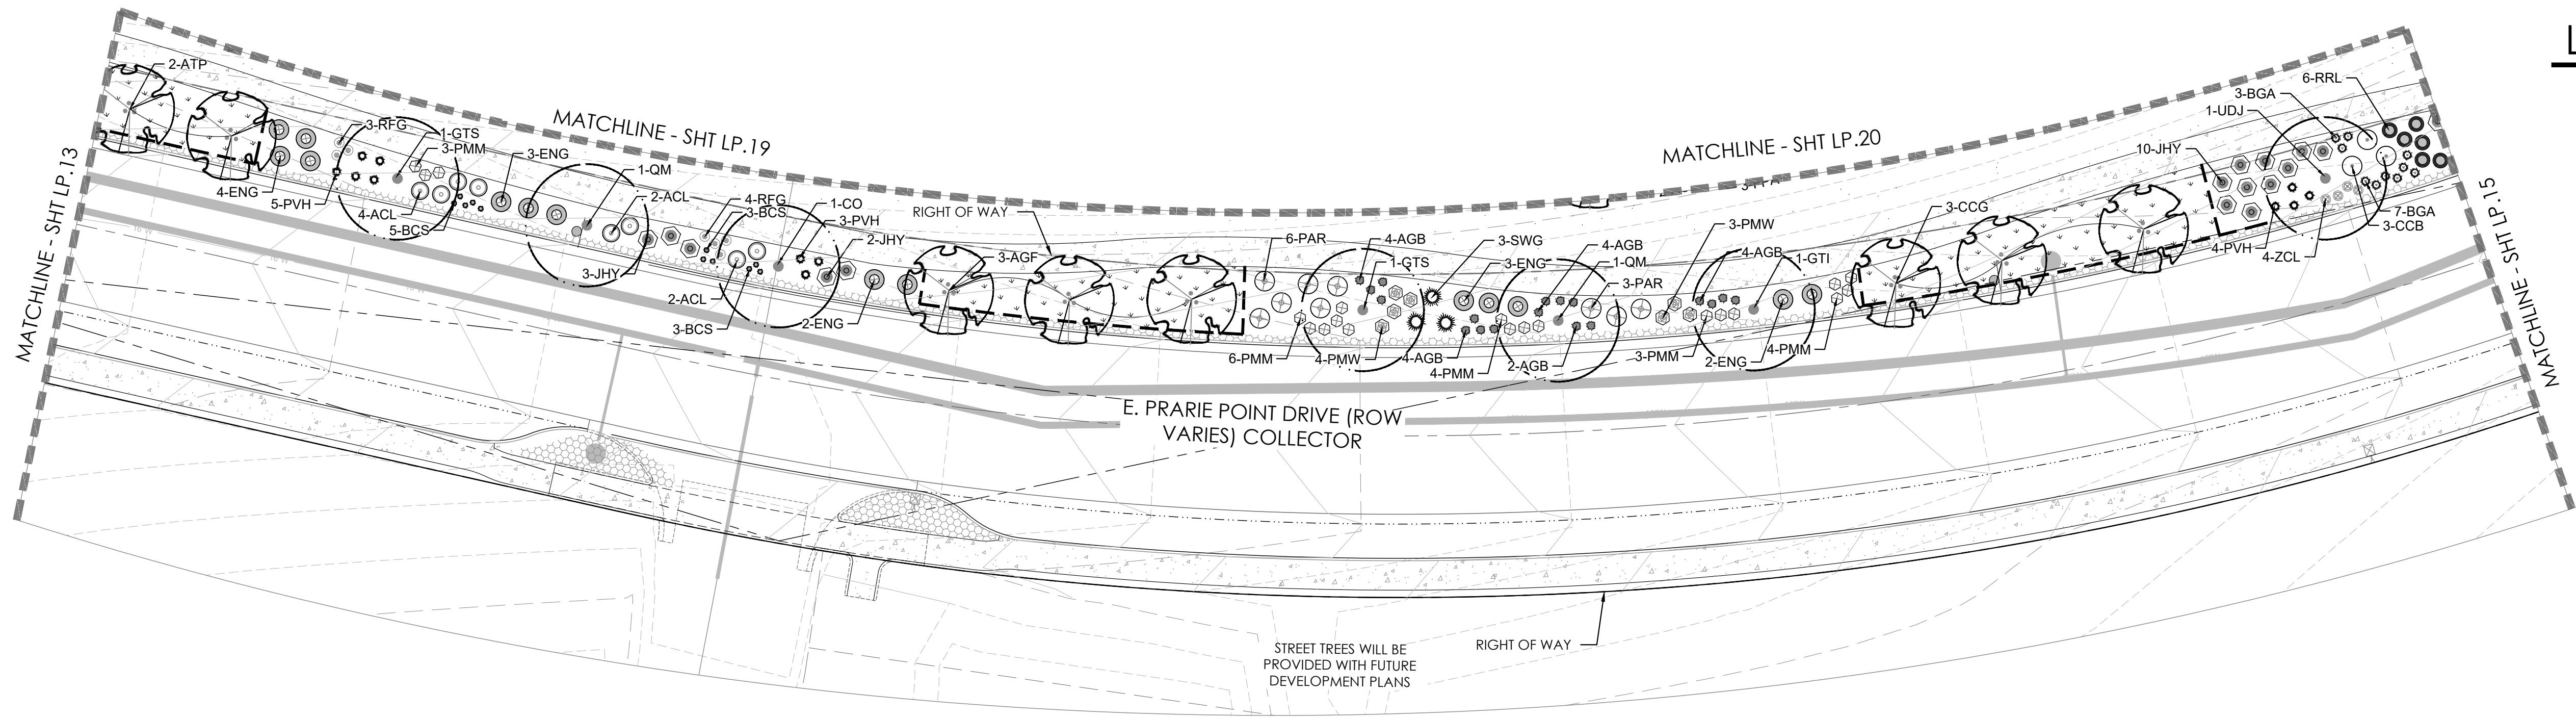 L
2-ATP
MATCHLINE - SHT LP.19
MATCHLINE - SHT LP.20
6-RRL
3-BGA
1-UDJ
10-JHY
3-RFG
1-GTS
3-PMM
3-ENG
1-QM
2-ACL
4-RFG
3-BCS
1-CO
3-PVH
2-JHY
RIGHT OF WAY
3-AGF
6-PAR
4-AGB
1-GTS
3-SWG
3-ENG
4-AGB
1-QM
3-PAR
3-PMW
4-AGB
1-GTI
3-CCG
7-BGA
3-CCB
4-PVH
4-ZCL
4-ENG
5-PVH
4-ACL
5-BCS
3-JHY
2-ACL
3-BCS
2-ENG
6-PMM
4-PMW
4-AGB
4-PMM
2-AGB
3-PMM
2-ENG
4-PMM
MATCHLINE - SHT LP.13
MATCHLINE - SHT LP.15
E. PRARIE POINT DRIVE (ROW
VARIES) COLLECTOR
STREET TREES WILL BE
PROVIDED WITH FUTURE
DEVELOPMENT PLANS
RIGHT OF WAY